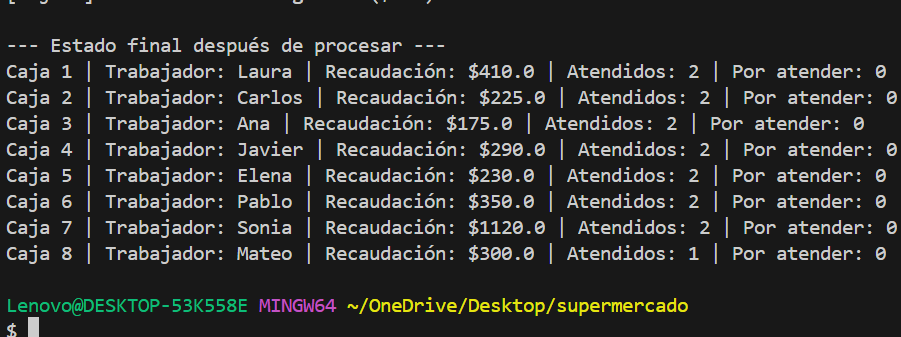 --- Estado final después de procesar ---
Caja 1 | Trabajador: Laura | Recaudación: $410.0 | Atendidos: 2 | Por atender: 0
Caja 2 | Trabajador: Carlos | Recaudación: $225.0 | Atendidos: 2 | Por atender: 0
Caja 3 | Trabajador: Ana | Recaudación: $175.0 | Atendidos: 2 | Por atender: 0
Caja 4 | Trabajador: Javier | Recaudación: $290.0 | Atendidos: 2 | Por atender: 0
Caja 5 | Trabajador: Elena | Recaudación: $230.0 | Atendidos: 2 | Por atender: 0
Caja 6 | Trabajador: Pablo | Recaudación: $350.0 | Atendidos: 2 | Por atender: 0
Caja 7 | Trabajador: Sonia | Recaudación: $1120.0 | Atendidos: 2 | Por atender: 0
Caja 8 | Trabajador: Mateo | Recaudación: $300.0 | Atendidos: 1 | Por atender: 0
Lenovo@DESKTOP-53K558E MINGW64 ~/OneDrive/Desktop/supermercado
$